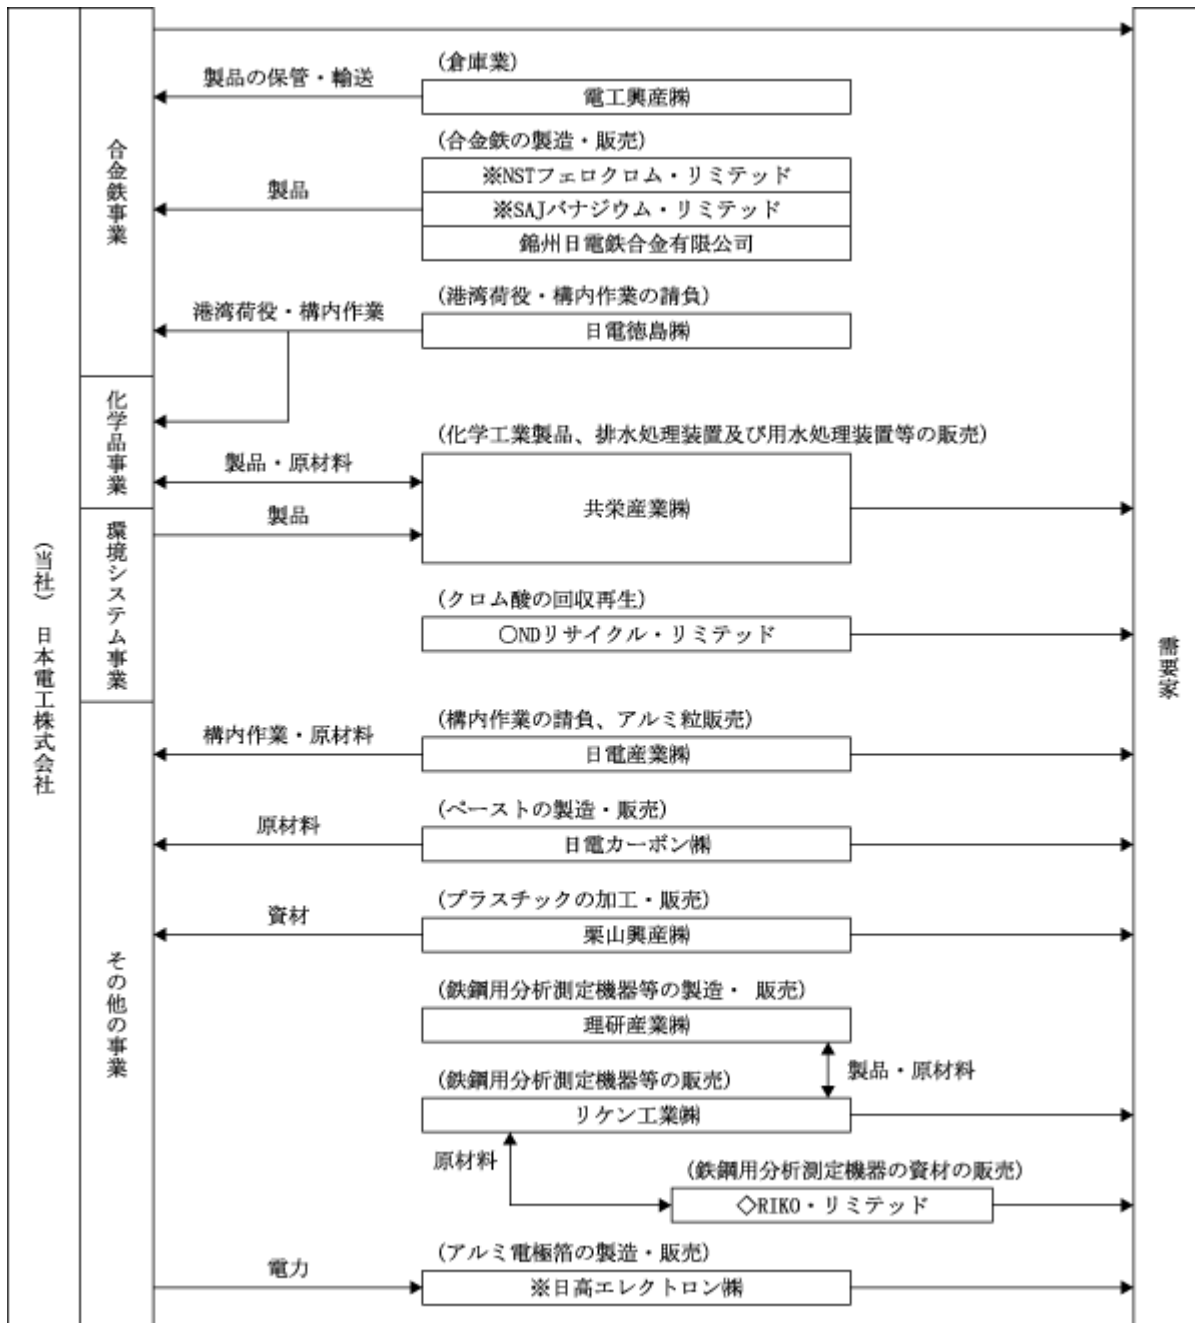 (当社) 日本電工株式会社
合金鉄事業
(倉庫業)
製品の保管・輸送
電工興産㈱
(合金鉄の製造・販売)
※NSTフェロクロム・リミテッド
製品
※SAJバナジウム・リミテッド
錦州日電鉄合金有限公司
(港湾荷役・構内作業の請負)
港湾荷役・構内作業
日電徳島㈱
化学品事業
(化学工業製品、排水処理装置及び用水処理装置等の販売)
製品・原材料
共栄産業㈱
製品
環境システム事業
(クロム酸の回収再生)
○NDリサイクル・リミテッド
その他の事業
(構内作業の請負、アルミ粒販売)
構内作業・原材料
日電産業㈱
(ペーストの製造・販売)
原材料
日電カーボン㈱
(プラスチックの加工・販売)
資材
栗山興産㈱
(鉄鋼用分析測定機器等の製造・ 販売)
理研産業㈱
製品・原材料
(鉄鋼用分析測定機器等の販売)
リケン工業㈱
原材料
(鉄鋼用分析測定機器の資材の販売)
◇RIKO・リミテッド
(アルミ電極箔の製造・販売)
電力
※日高エレクトロン㈱
需要家